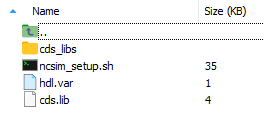 Name Size (KB)
..
cds_libs
ncsim_setup.sh 35
hdl.var 1
cds.lib 4